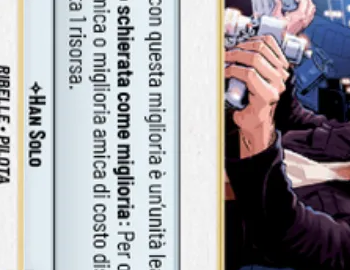 con questa miglioria è un'unità le
schierata come miglioria: Per
mica o miglioria amica di costo di
a 1 risorsa.
✦HAN SOLO
RIBELLE • PILOTA